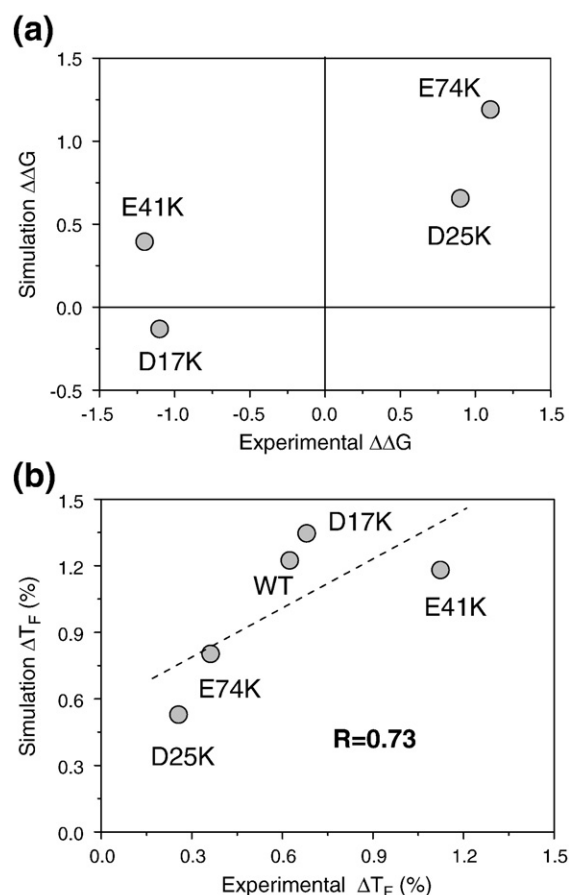 (a)
1.5
1.0
0.5
0.0
-0.5
Simulation ΔΔG
E74K
E41K
D25K
D17K
-1.5 -1.0 -0.5 0.0 0.5 1.0 1.5
Experimental ΔΔG
(b)
1.5
1.2
0.9
0.6
0.3
0.0
Simulation ΔT_F (%)
D17K
WT
E41K
E74K
D25K
R=0.73
0.0 0.3 0.6 0.9 1.2 1.5
Experimental ΔT_F (%)